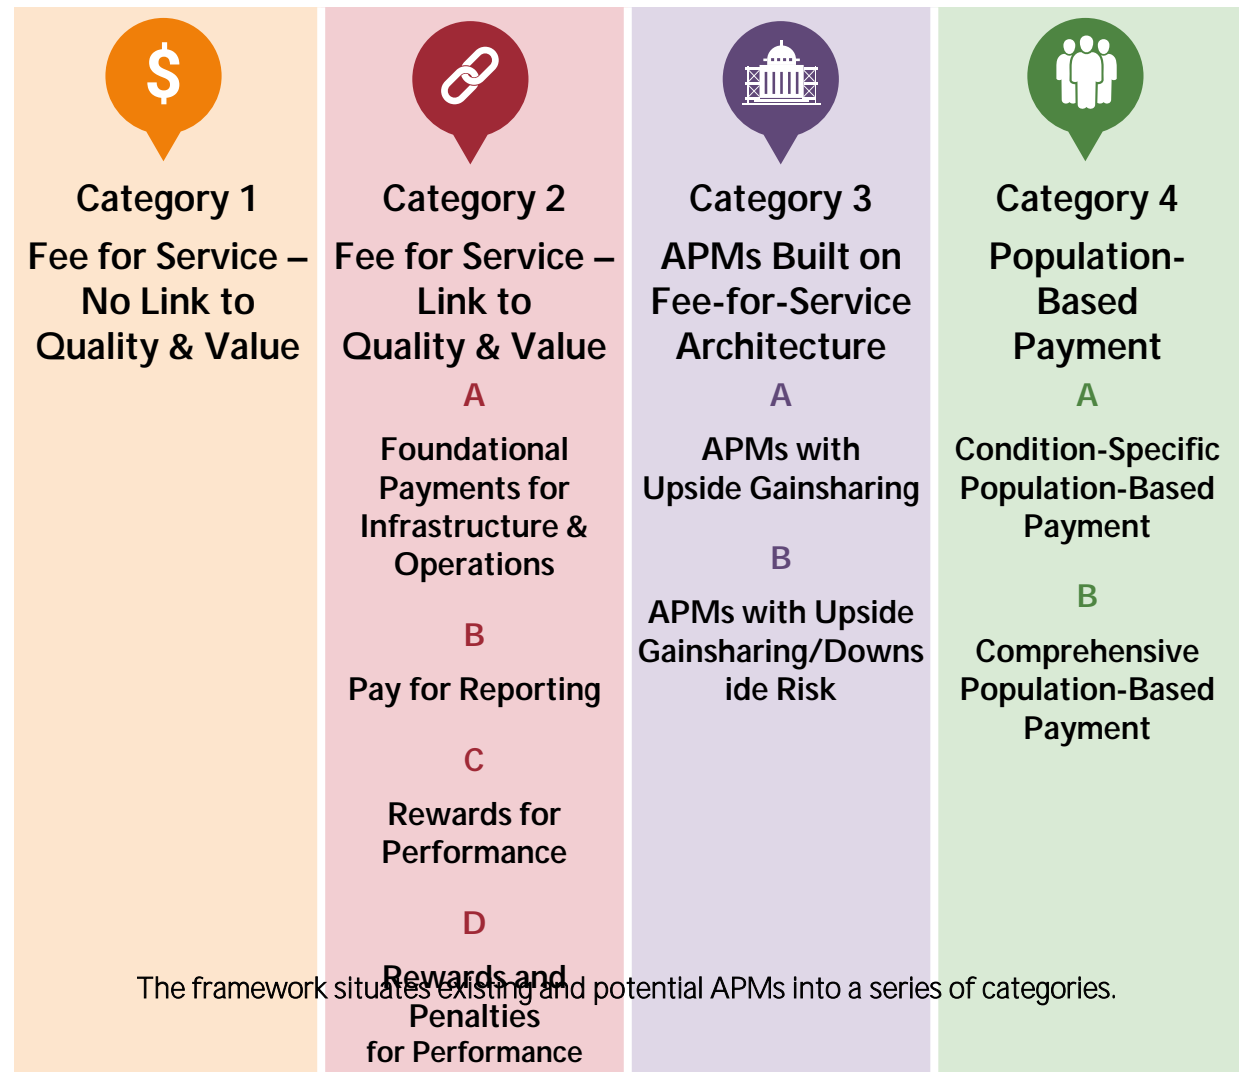 $
Category 1
Fee for Service –
No Link to
Quality & Value
Category 2
Fee for Service –
Link to
Quality & Value
A
Foundational
Payments for
Infrastructure &
Operations
B
Pay for Reporting
C
Rewards for
Performance
D
Rewards and
Penalties
for Performance
Category 3
APMs Built on
Fee-for-Service
Architecture
A
APMs with
Upside Gainsharing
B
APMs with Upside
Gainsharing/Downs
ide Risk
Category 4
Population-
Based
Payment
A
Condition-Specific
Population-Based
Payment
B
Comprehensive
Population-Based
Payment
The framework situates existing and potential APMs into a series of categories.